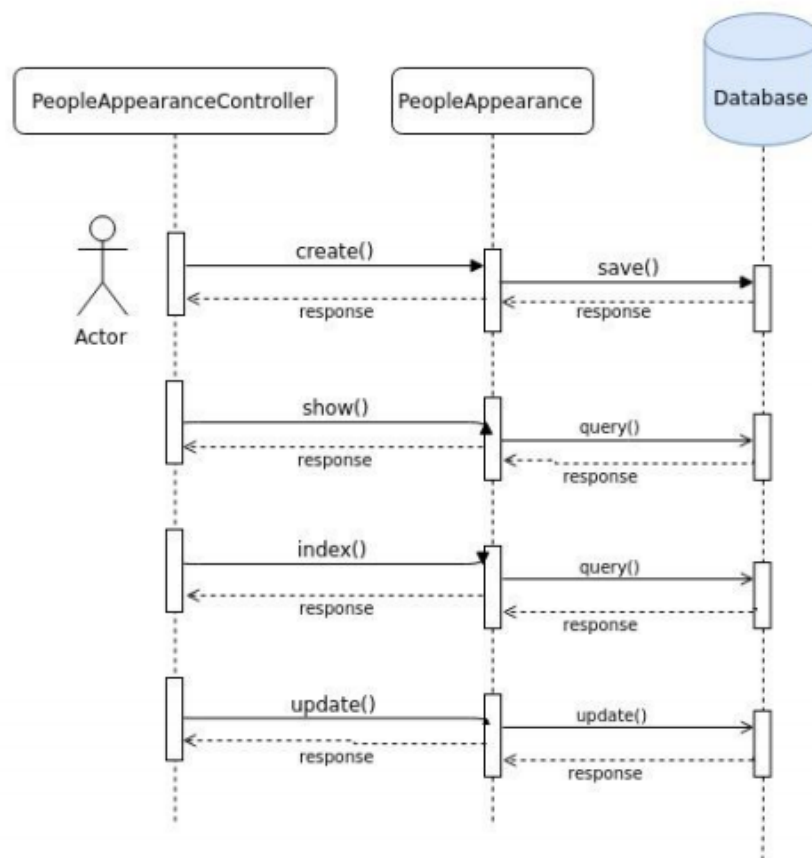 PeopleAppearanceController
PeopleAppearance
Database
Actor
create()
save()
response
response
show()
query()
response
response
index()
query()
response
response
update()
update()
response
response